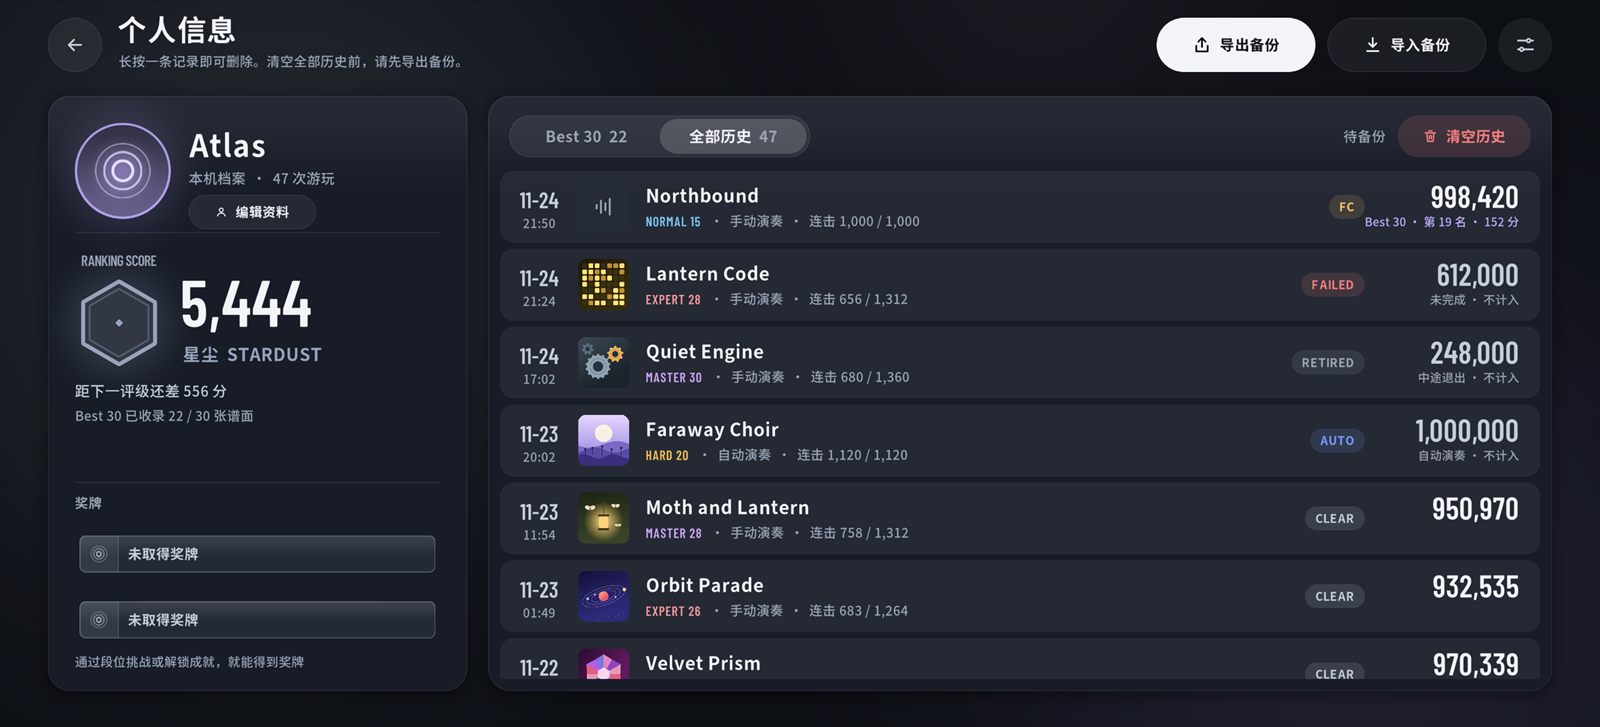 个人信息
长按一条记录即可删除。清空全部历史前，请先导出备份。
导出备份
导入备份
Atlas
本机档案 · 47 次游玩
编辑资料
RANKING SCORE
5,444
星尘 STARDUST
距下一评级还差 556 分
Best 30 已收录 22 / 30 张谱面
奖牌
未取得奖牌
未取得奖牌
通过段位挑战或解锁成就，就能得到奖牌
Best 30 22
全部历史 47
待备份
清空历史
11-24
21:50
Northbound
NORMAL 15 · 手动演奏 · 连击 1,000 / 1,000
FC
998,420
Best 30 · 第 19 名 · 152 分
11-24
21:24
Lantern Code
EXPERT 28 · 手动演奏 · 连击 656 / 1,312
FAILED
612,000
未完成 · 不计入
11-24
17:02
Quiet Engine
MASTER 30 · 手动演奏 · 连击 680 / 1,360
RETIRED
248,000
中途退出 · 不计入
11-23
20:02
Faraway Choir
HARD 20 · 自动演奏 · 连击 1,120 / 1,120
AUTO
1,000,000
自动演奏 · 不计入
11-23
11:54
Moth and Lantern
MASTER 28 · 手动演奏 · 连击 758 / 1,312
CLEAR
950,970
11-23
01:49
Orbit Parade
EXPERT 26 · 手动演奏 · 连击 683 / 1,264
CLEAR
932,535
11-22
Velvet Prism
CLEAR
970,339